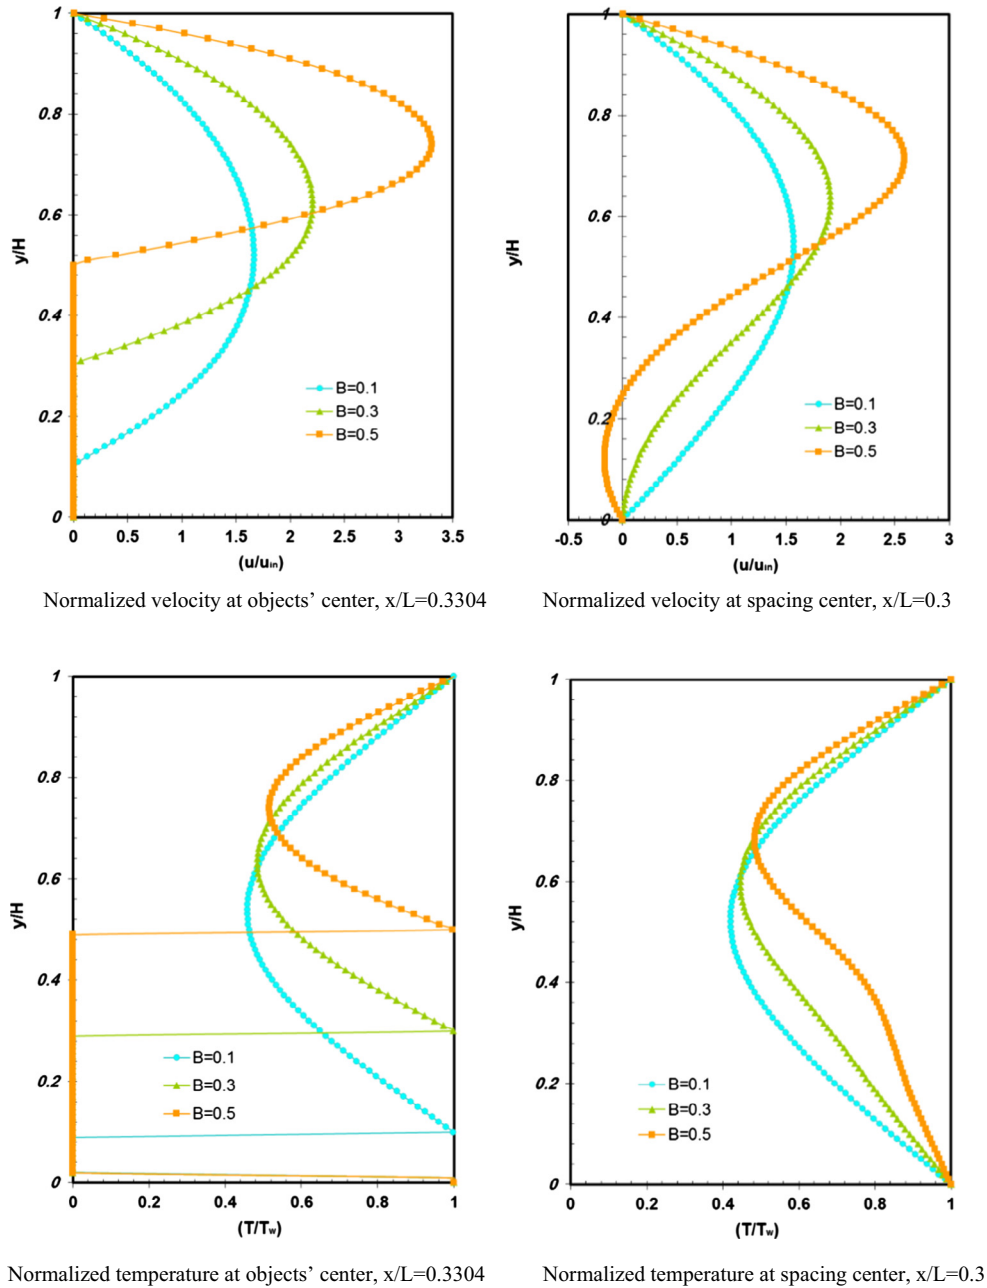 1
0.8
0.6
0.4
0.2
0
y/H
0 0.5 1 1.5 2 2.5 3 3.5
(u/uin)
B=0.1
B=0.3
B=0.5
Normalized velocity at objects' center, x/L=0.3304
1
0.8
0.6
0.4
0.2
0
y/H
-0.5 0 0.5 1 1.5 2 2.5 3
(u/uin)
B=0.1
B=0.3
B=0.5
Normalized velocity at spacing center, x/L=0.3
1
0.8
0.6
0.4
0.2
0
y/H
0 0.2 0.4 0.6 0.8 1
(T/Tw)
B=0.1
B=0.3
B=0.5
Normalized temperature at objects' center, x/L=0.3304
1
0.8
0.6
0.4
0.2
0
y/H
0 0.2 0.4 0.6 0.8 1
(T/Tw)
B=0.1
B=0.3
B=0.5
Normalized temperature at spacing center, x/L=0.3